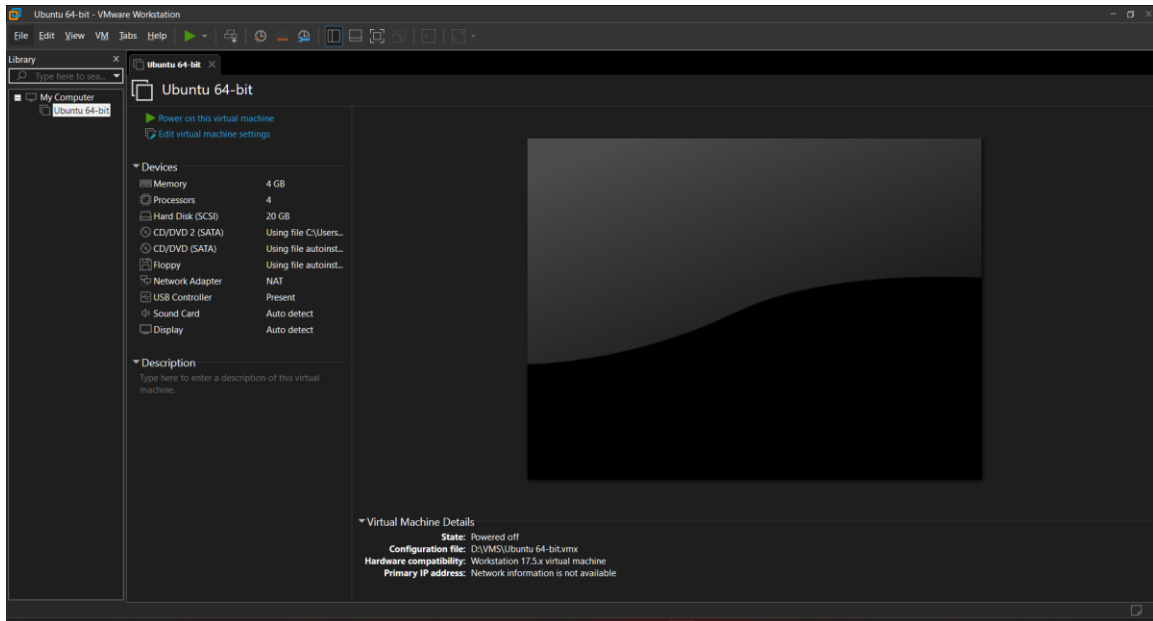 Ubuntu 64-bit - VMware Workstation
File Edit View VM Tabs Help
Library X
Type here to sea...
My Computer
Ubuntu 64-bit
Ubuntu 64-bit
Ubuntu 64-bit
Power on this virtual machine
Edit virtual machine settings
Devices
Memory 4 GB
Processors 4
Hard Disk (SCSI) 20 GB
CD/DVD 2 (SATA) Using file C:\Users...
CD/DVD (SATA) Using file autoinst...
Floppy Using file autoinst...
Network Adapter NAT
USB Controller Present
Sound Card Auto detect
Display Auto detect
Description
Type here to enter a description of this virtual
machine.
Virtual Machine Details
State: Powered off
Configuration file: D:\VMS\Ubuntu 64-bit.vmx
Hardware compatibility: Workstation 17.5.x virtual machine
Primary IP address: Network information is not available